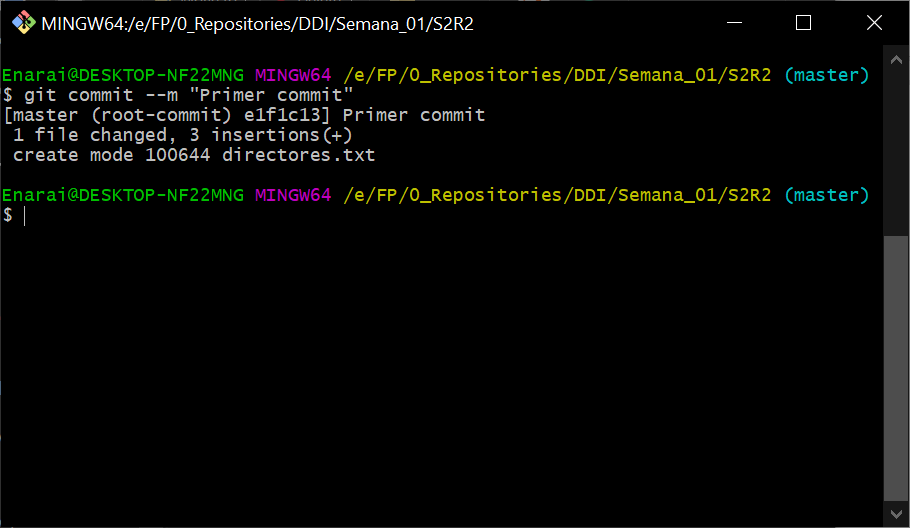 MINGW64:/e/FP/0_Repositories/DDI/Semana_01/S2R2
Enarai@DESKTOP-NF22MNG MINGW64 /e/FP/0_Repositories/DDI/Semana_01/S2R2 (master)
$ git commit --m "Primer commit"
[master (root-commit) e1f1c13] Primer commit
 1 file changed, 3 insertions(+)
 create mode 100644 directores.txt
Enarai@DESKTOP-NF22MNG MINGW64 /e/FP/0_Repositories/DDI/Semana_01/S2R2 (master)
$